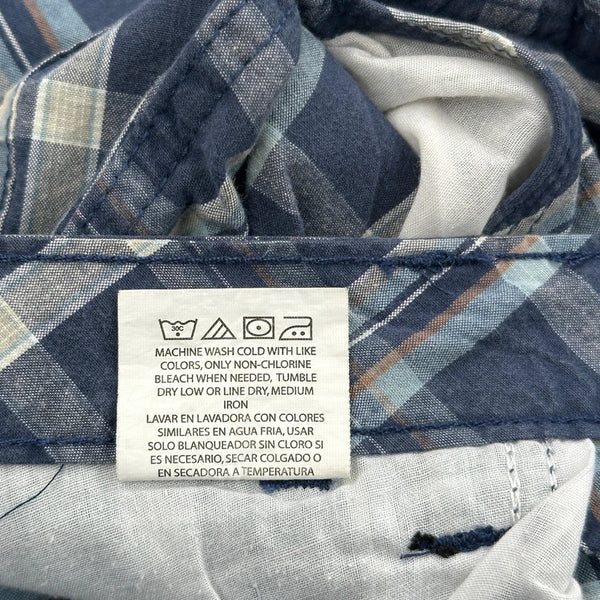 30C
MACHINE WASH COLD WITH LIKE
COLORS, ONLY NON-CHLORINE
BLEACH WHEN NEEDED, TUMBLE
DRY LOW OR LINE DRY, MEDIUM
IRON
LAVAR EN LAVADORA CON COLORES
SIMILARES EN AGUA FRIA, USAR
SOLO BLANQUEADOR SIN CLORO SI
ES NECESARIO, SECAR COLGADO O
EN SECADORA A TEMPERATURA